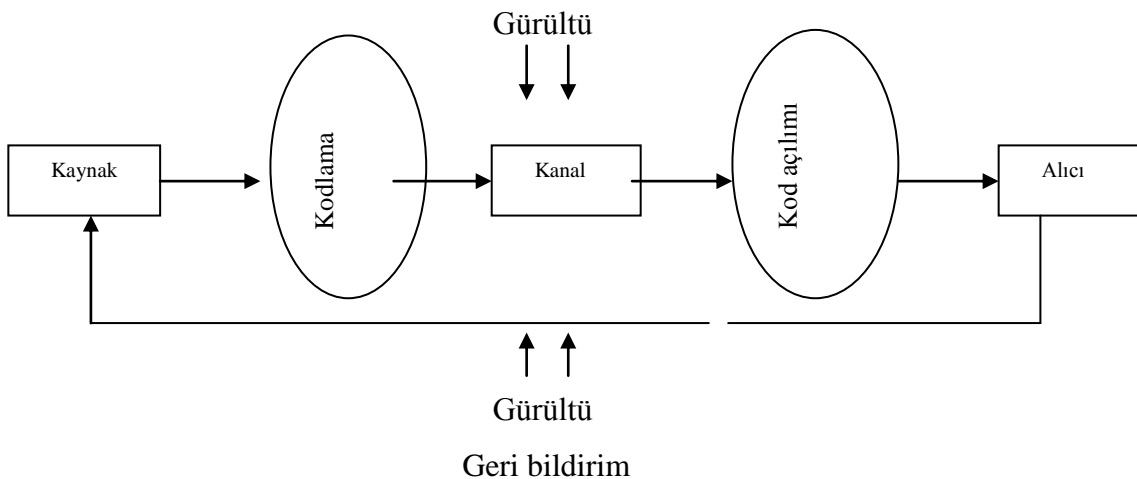 Gürültü
Kaynak
Kodlama
Kanal
Kod açılımı
Alıcı
Gürültü
Geri bildirim